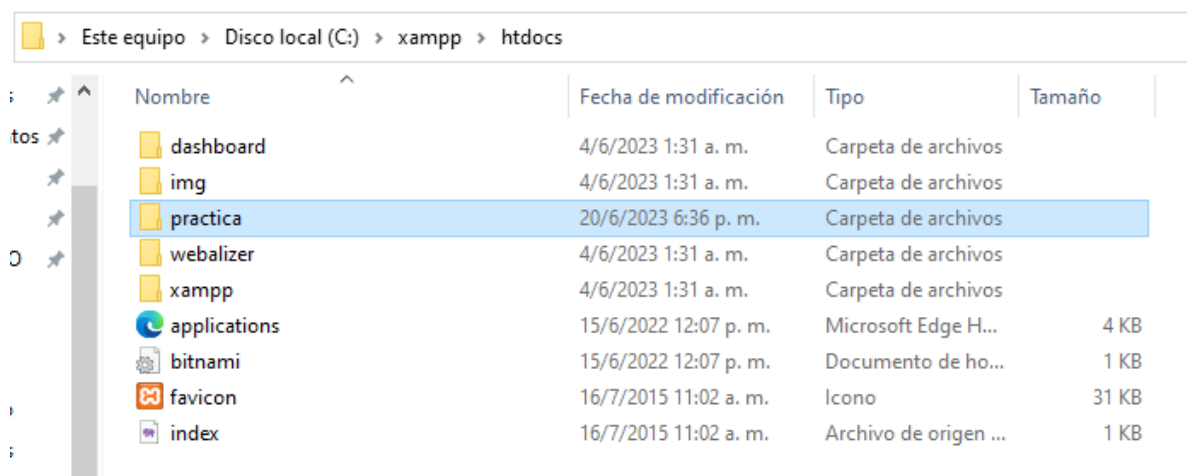 Este equipo > Disco local (C:) > xampp > htdocs
Nombre Fecha de modificación Tipo Tamaño
tos
dashboard 4/6/2023 1:31 a. m. Carpeta de archivos
img 4/6/2023 1:31 a. m. Carpeta de archivos
practica 20/6/2023 6:36 p. m. Carpeta de archivos
webalizer 4/6/2023 1:31 a. m. Carpeta de archivos
xampp 4/6/2023 1:31 a. m. Carpeta de archivos
applications 15/6/2022 12:07 p. m. Microsoft Edge H... 4 KB
bitnami 15/6/2022 12:07 p. m. Documento de ho... 1 KB
favicon 16/7/2015 11:02 a. m. Icono 31 KB
index 16/7/2015 11:02 a. m. Archivo de origen ... 1 KB